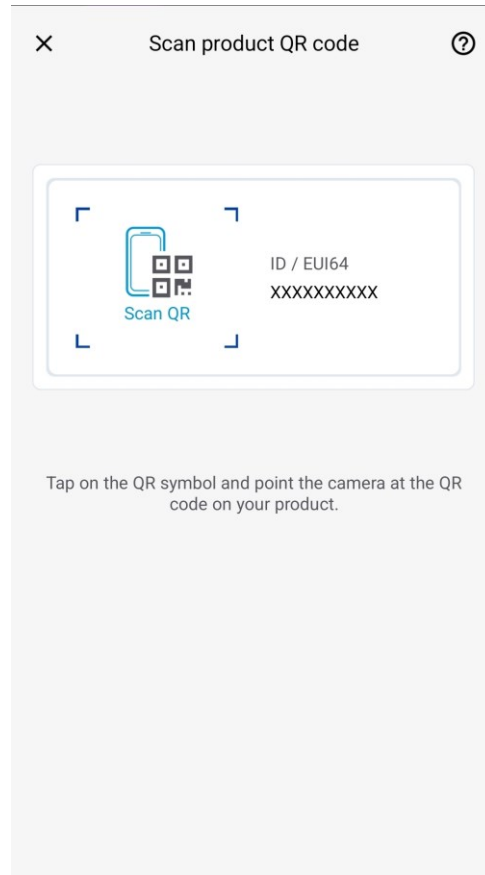 Scan product QR code
Scan QR
ID / EUI64
XXXXXXXXXX
Tap on the QR symbol and point the camera at the QR
code on your product.